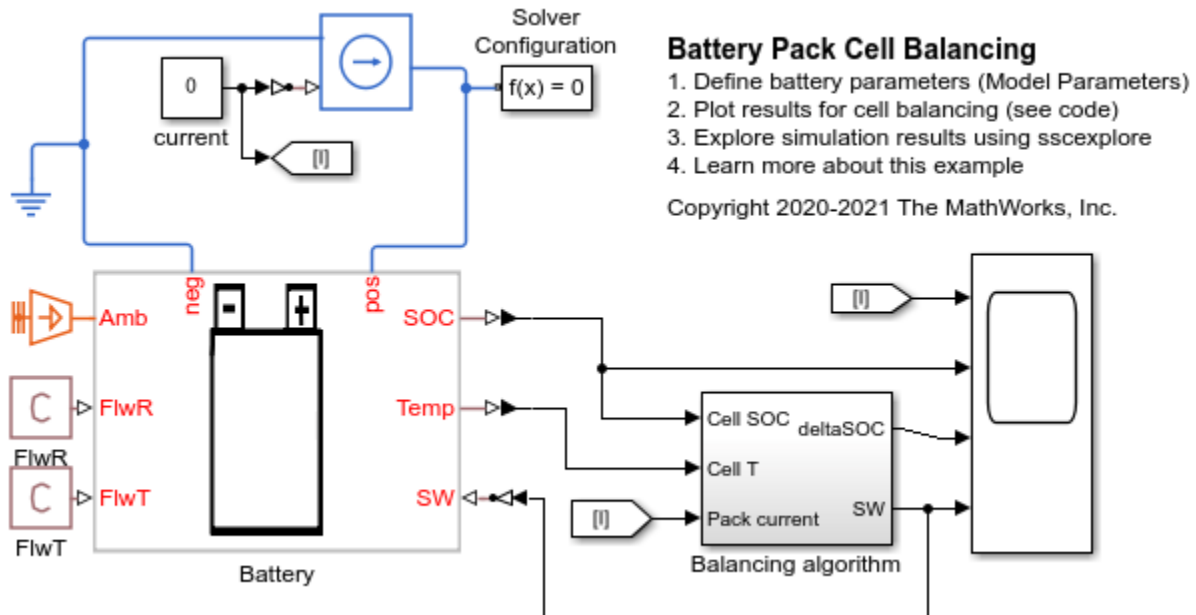 Solver
Configuration
f(x) = 0
0
current
[I]
Battery Pack Cell Balancing
1. Define battery parameters (Model Parameters)
2. Plot results for cell balancing (see code)
3. Explore simulation results using sscexplore
4. Learn more about this example
Copyright 2020-2021 The MathWorks, Inc.
neg
pos
- +
Amb
SOC
[I]
C
FlwR
FlwR
Temp
Cell SOC
deltaSOC
Cell T
C
FlwT
FlwT
SW
[I]
Pack current
SW
Battery
Balancing algorithm